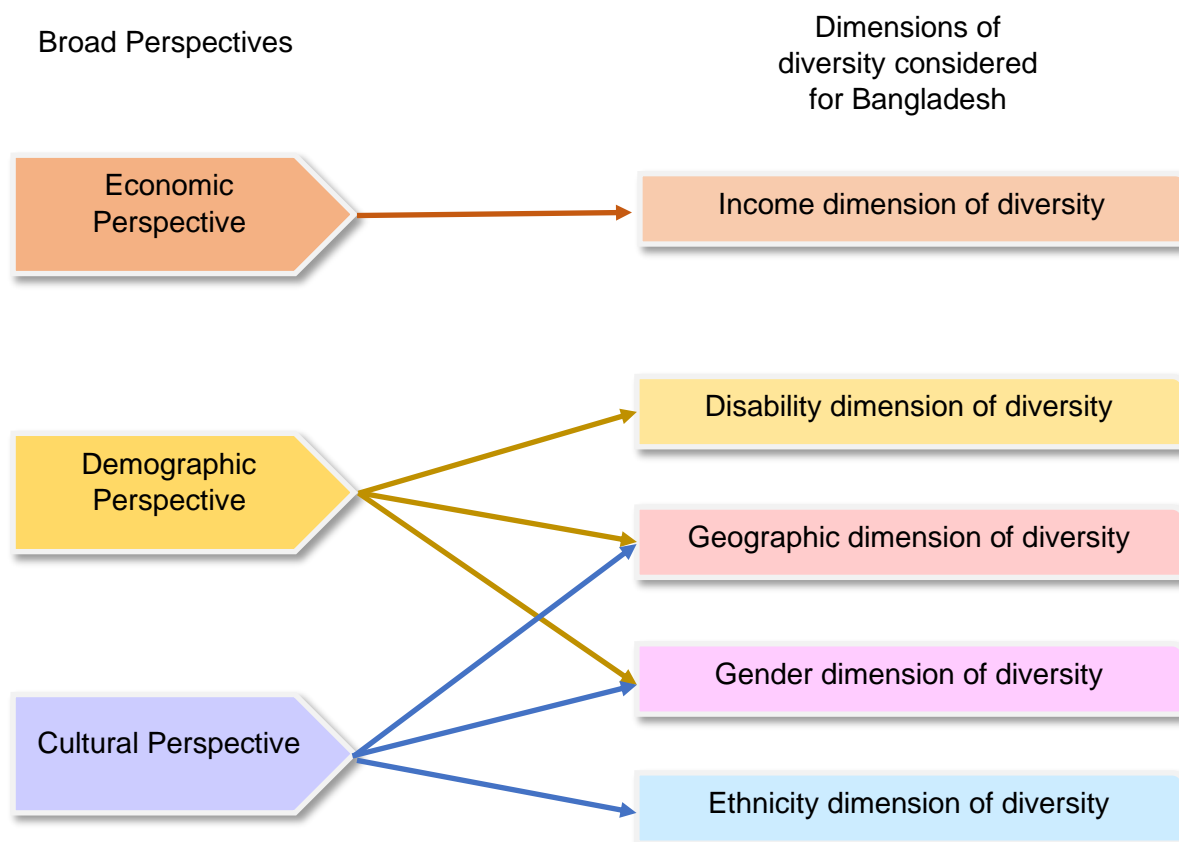 Broad Perspectives
Dimensions of
diversity considered
for Bangladesh
Economic
Perspective
Income dimension of diversity
Disability dimension of diversity
Demographic
Perspective
Geographic dimension of diversity
Gender dimension of diversity
Cultural Perspective
Ethnicity dimension of diversity